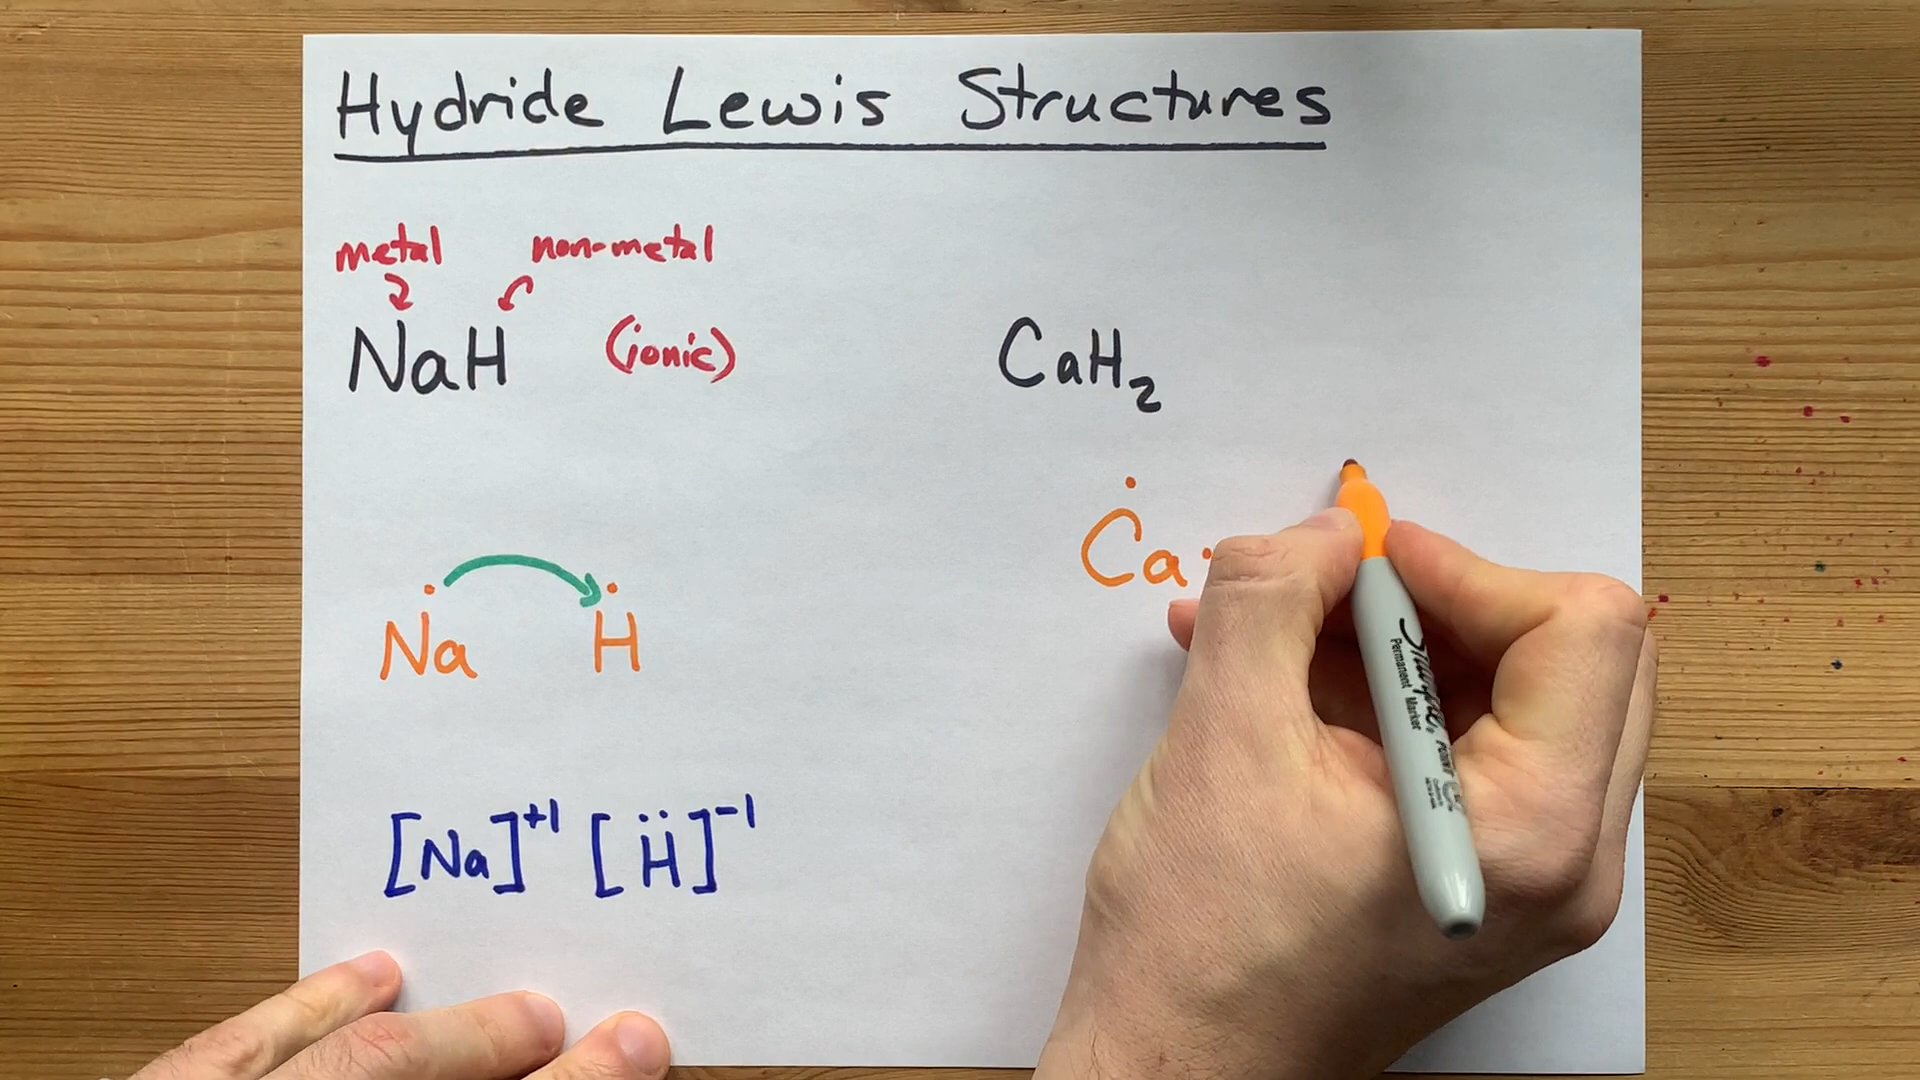 Hydride Lewis Structures
metal non-metal
NaH (ionic)
CaH₂
Ca
Na H
[Na]⁺¹ [H]⁻¹
Sharpie
Permanent Marker